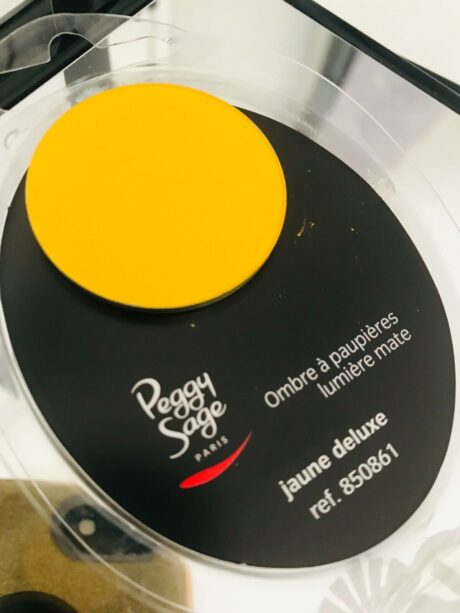 Peggy
Sage
PARIS
Ombre à paupières
lumière mate
jaune deluxe
ref. 850861